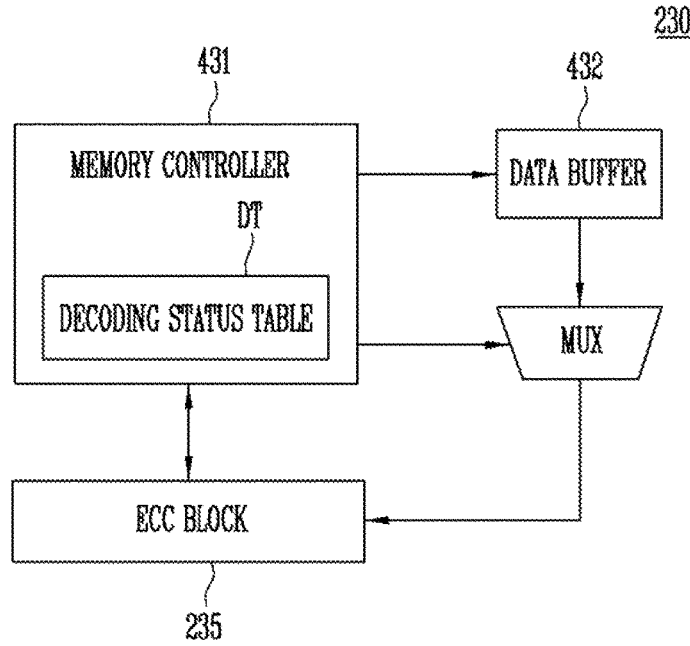 230
431
432
MEMORY CONTROLLER
DATA BUFFER
DT
DECODING STATUS TABLE
MUX
ECC BLOCK
235